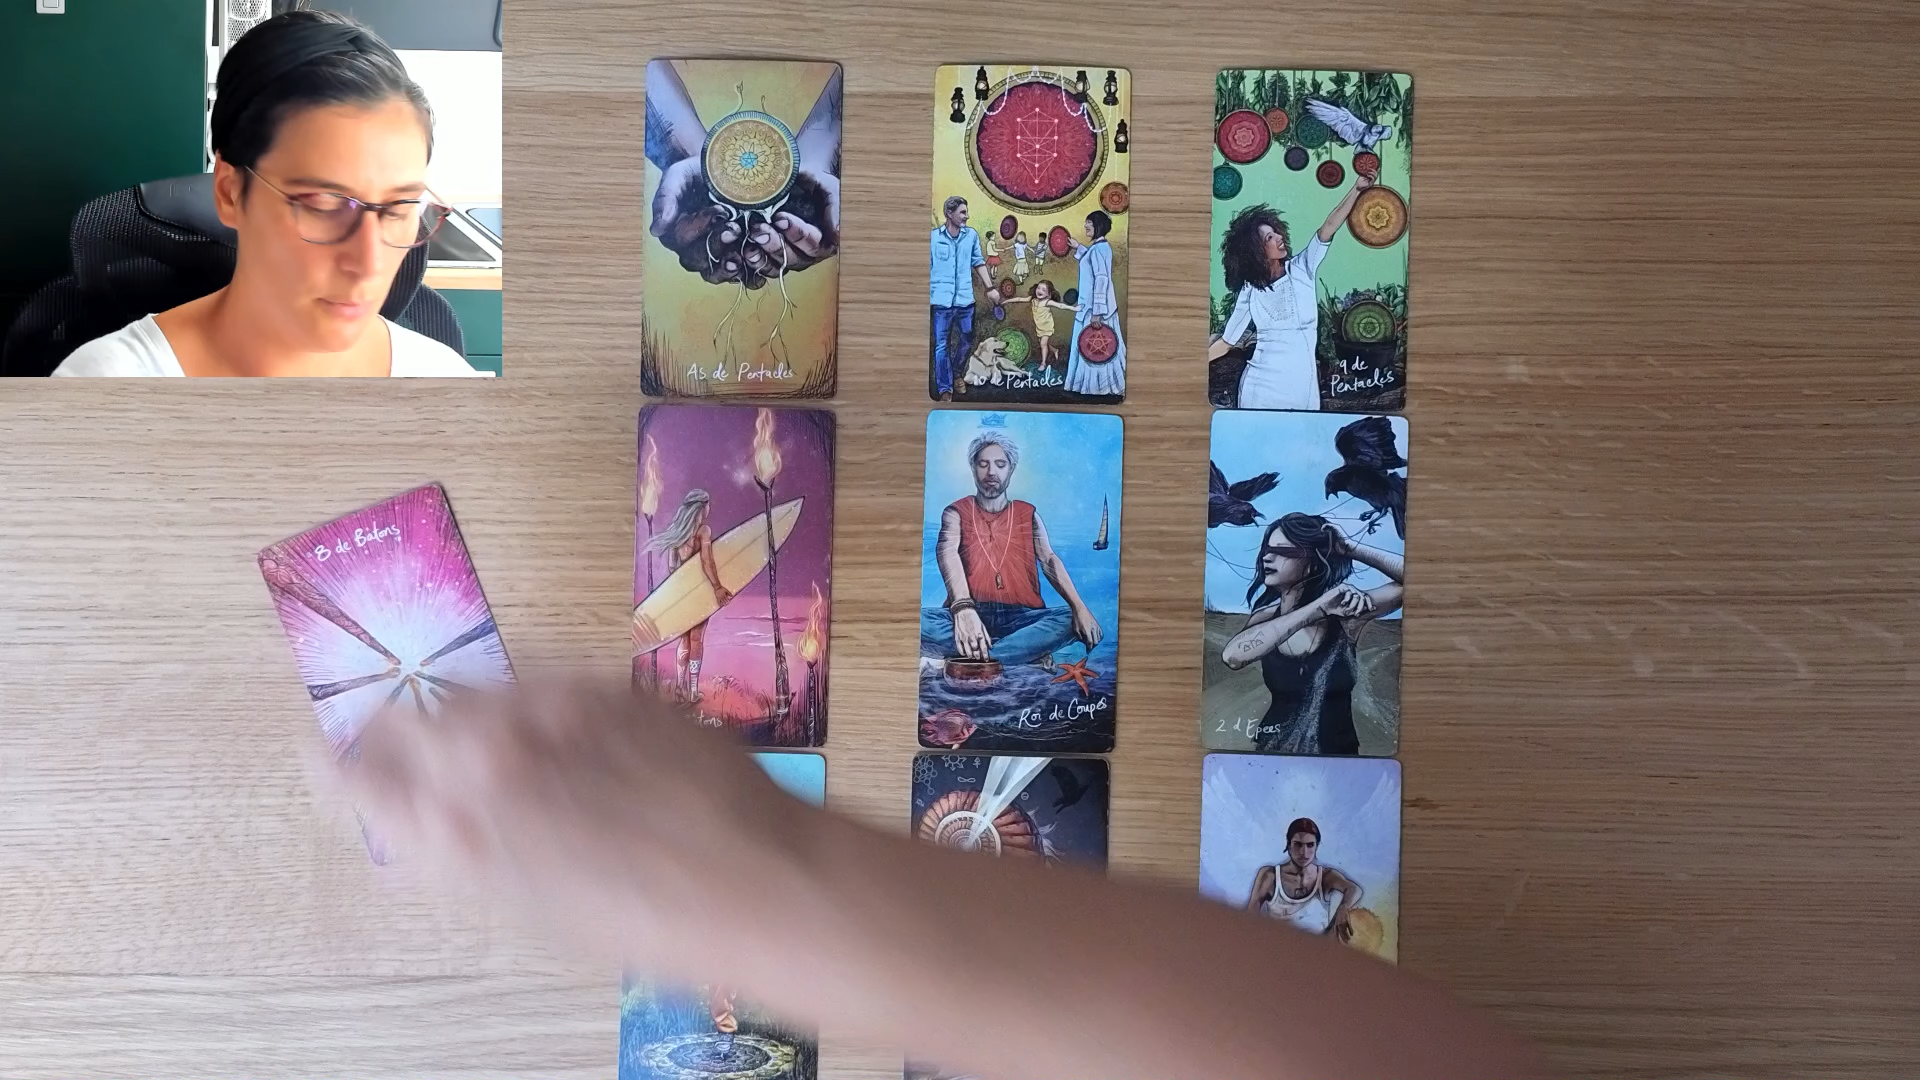 As de Pentacles
10 de Pentacles
9 de
Pentacles
8 de Batons
Roi de Coupes
2 d Epees